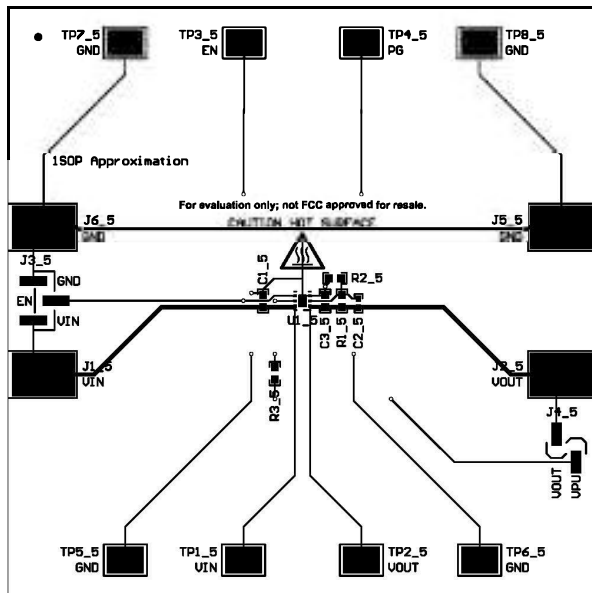 TP7_5
GND
TP3_5
EN
TP4_5
PG
TP8_5
GND
1SOP Approximation
For evaluation only; not FCC approved for resale.
CAUTION HOT SURFACE
J6_5
GND
J5_5
GND
J3_5
GND
EN
VIN
C1_5
R2_5
U1_5
C3_5
R1_5
C2_5
J1_5
VIN
J2_5
VOUT
R3_5
J4_5
VOUT
VPU
TP5_5
GND
TP1_5
VIN
TP2_5
VOUT
TP6_5
GND